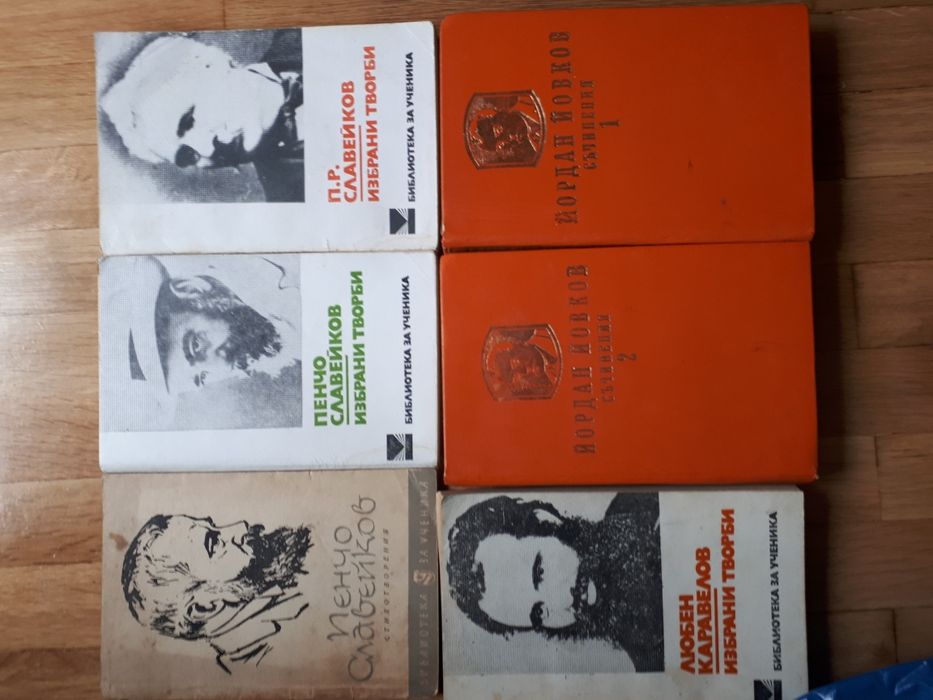 П.Р.
СЛАВЕЙКОВ
ИЗБРАНИ ТВОРБИ
БИБЛИОТЕКА ЗА УЧЕНИКА
ЙОРДАН ЙОВКОВ
СЪЧИНЕНИЯ
1
ПЕНЧО
СЛАВЕЙКОВ
ИЗБРАНИ ТВОРБИ
БИБЛИОТЕКА ЗА УЧЕНИКА
ЙОРДАН ЙОВКОВ
СЪЧИНЕНИЯ
2
ПЕНЧО
СЛАВЕЙКОВ
СТИХОТВОРЕНИЯ
БИБЛИОТЕКА ЗА УЧЕНИКА
ЛЮБЕН
КАРАВЕЛОВ
ИЗБРАНИ ТВОРБИ
БИБЛИОТЕКА ЗА УЧЕНИКА